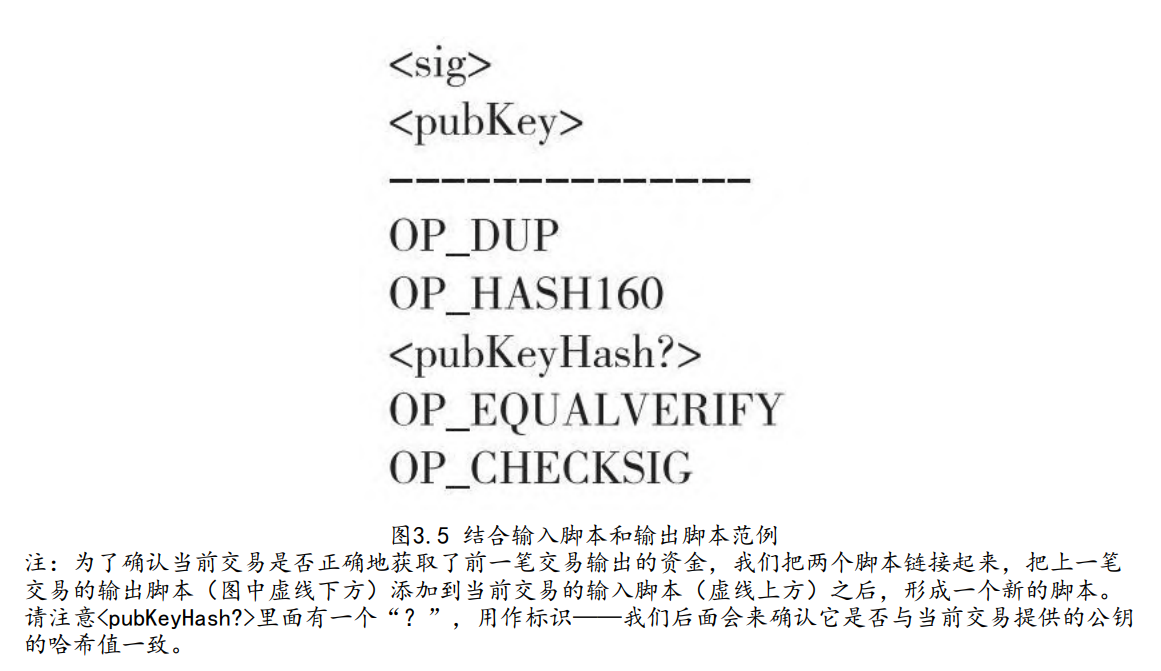 <sig>
<pubKey>
--------------
OP_DUP
OP_HASH160
<pubKeyHash?>
OP_EQUALVERIFY
OP_CHECKSIG
图3.5 结合输入脚本和输出脚本范例
注：为了确认当前交易是否正确地获取了前一笔交易输出的资金，我们把两个脚本链接起来，把上一笔
交易的输出脚本（图中虚线下方）添加到当前交易的输入脚本（虚线上方）之后，形成一个新的脚本。
请注意<pubKeyHash?>里面有一个“？”，用作标识——我们后面会来确认它是否与当前交易提供的公钥
的哈希值一致。